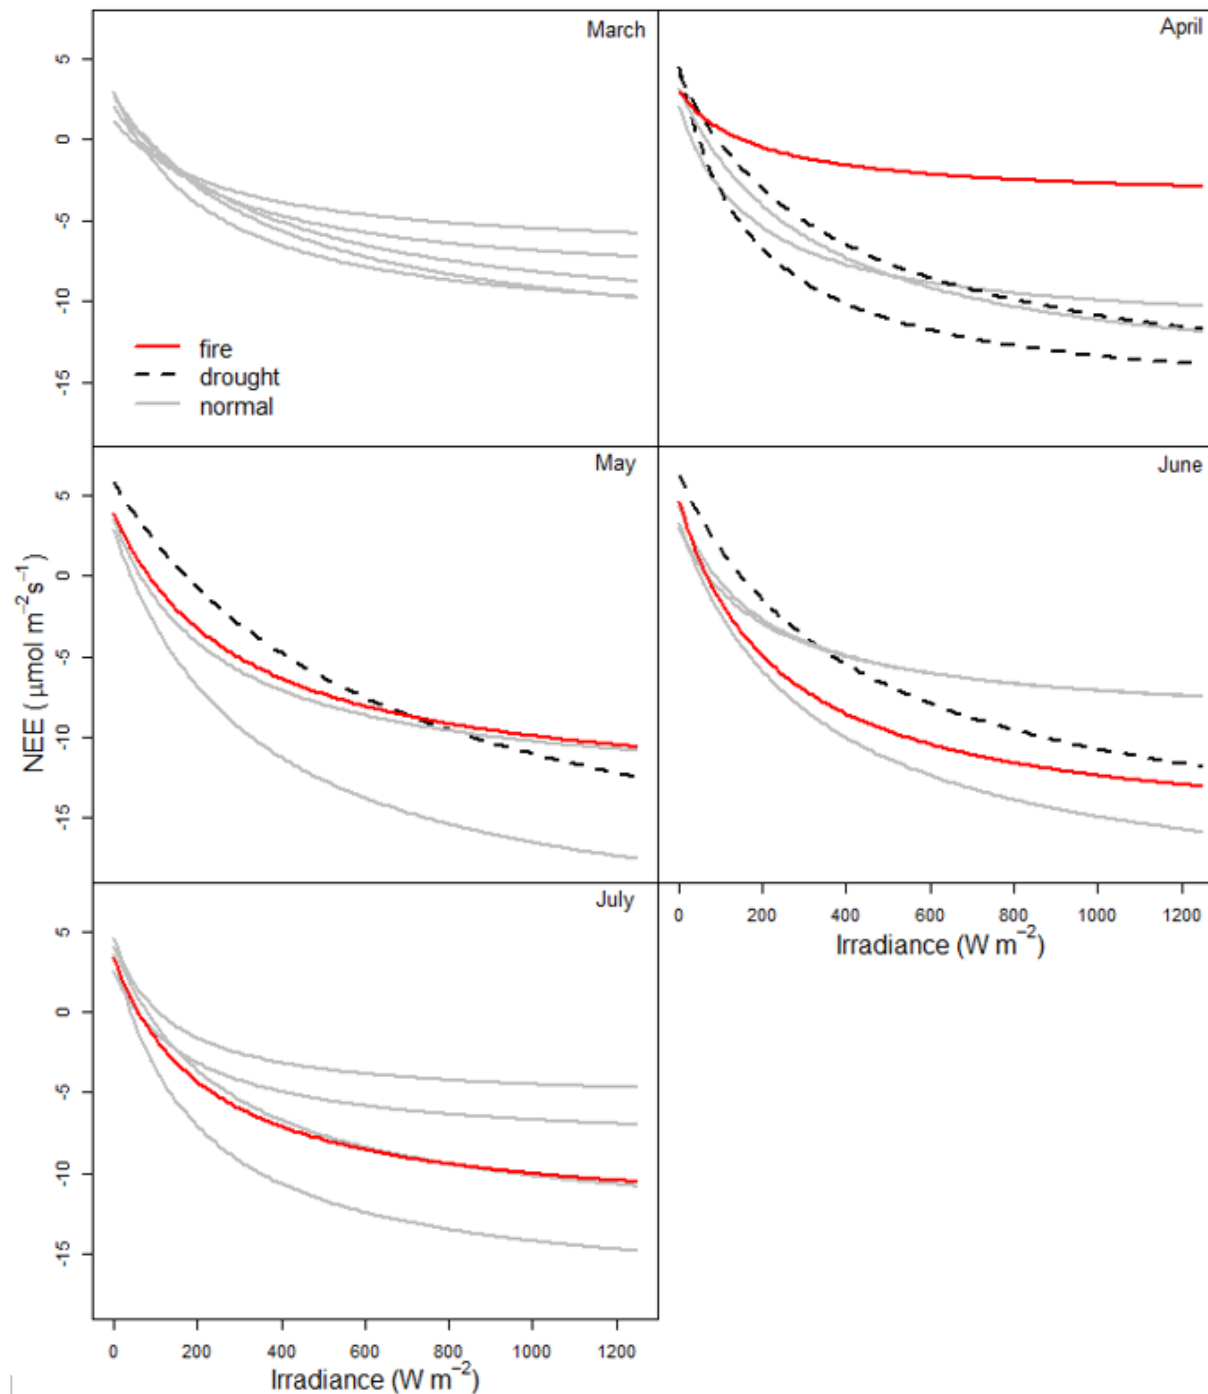 March
April
5
0
-5
-10
-15
fire
drought
normal
May
June
5
0
-5
-10
-15
NEE ( μmol m⁻²s⁻¹)
0 200 400 600 800 1000 1200
Irradiance (W m⁻²)
July
5
0
-5
-10
-15
0 200 400 600 800 1000 1200
Irradiance (W m⁻²)